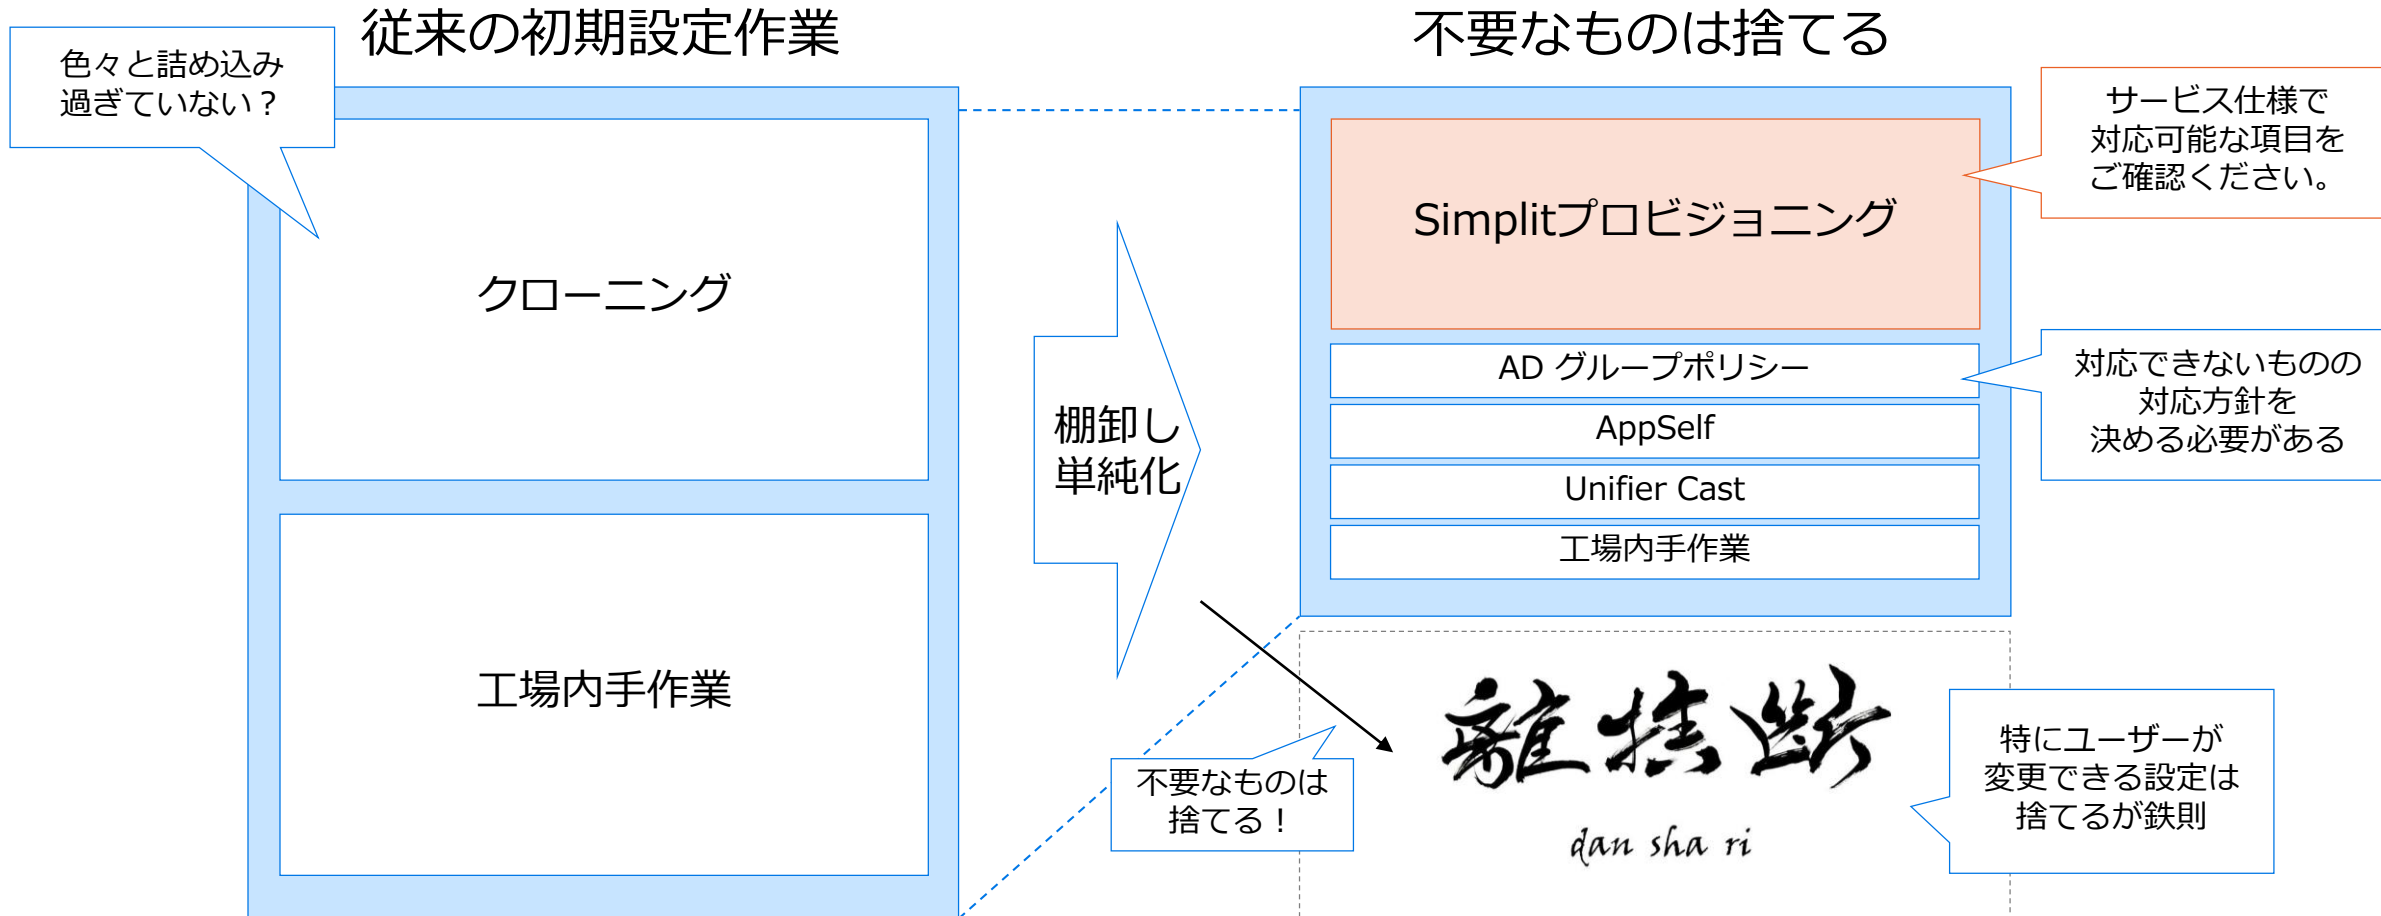 従来の初期設定作業
色々と詰め込み
過ぎていない？
クローニング
工場内手作業
棚卸し
単純化
不要なものは捨てる
Simplitプロビジョニング
AD グループポリシー
AppSelf
Unifier Cast
工場内手作業
サービス仕様で
対応可能な項目を
ご確認ください。
対応できないものの
対応方針を
決める必要がある
不要なものは
捨てる！
離捨断
dan sha ri
特にユーザーが
変更できる設定は
捨てるが鉄則